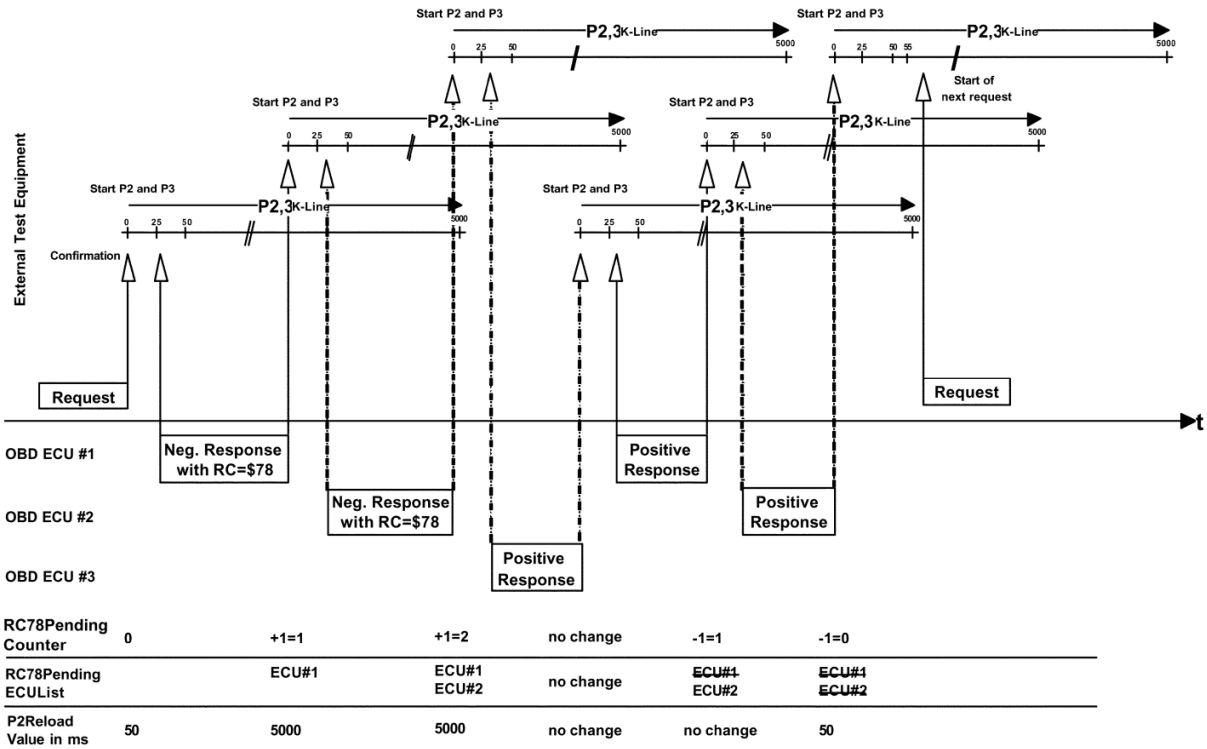 Start P2 and P3
P2,3K-Line
0 25 50 5000
Start P2 and P3
P2,3K-Line
0 25 50 55 5000
Start of
next request
Start P2 and P3
P2,3K-Line
0 25 50 5000
Start P2 and P3
P2,3K-Line
0 25 50 5000
Start P2 and P3
P2,3K-Line
0 25 50 5000
Start P2 and P3
P2,3K-Line
0 25 50 5000
External Test Equipment
Confirmation
Request
Request
t
OBD ECU #1
Neg. Response
with RC=$78
Positive
Response
OBD ECU #2
Neg. Response
with RC=$78
Positive
Response
OBD ECU #3
Positive
Response
RC78Pending
Counter
0 +1=1 +1=2 no change -1=1 -1=0
RC78Pending
ECUList
ECU#1
ECU#1
ECU#2
no change
ECU#1
ECU#2
ECU#1
ECU#2
P2Reload
Value in ms
50 5000 5000 no change no change 50